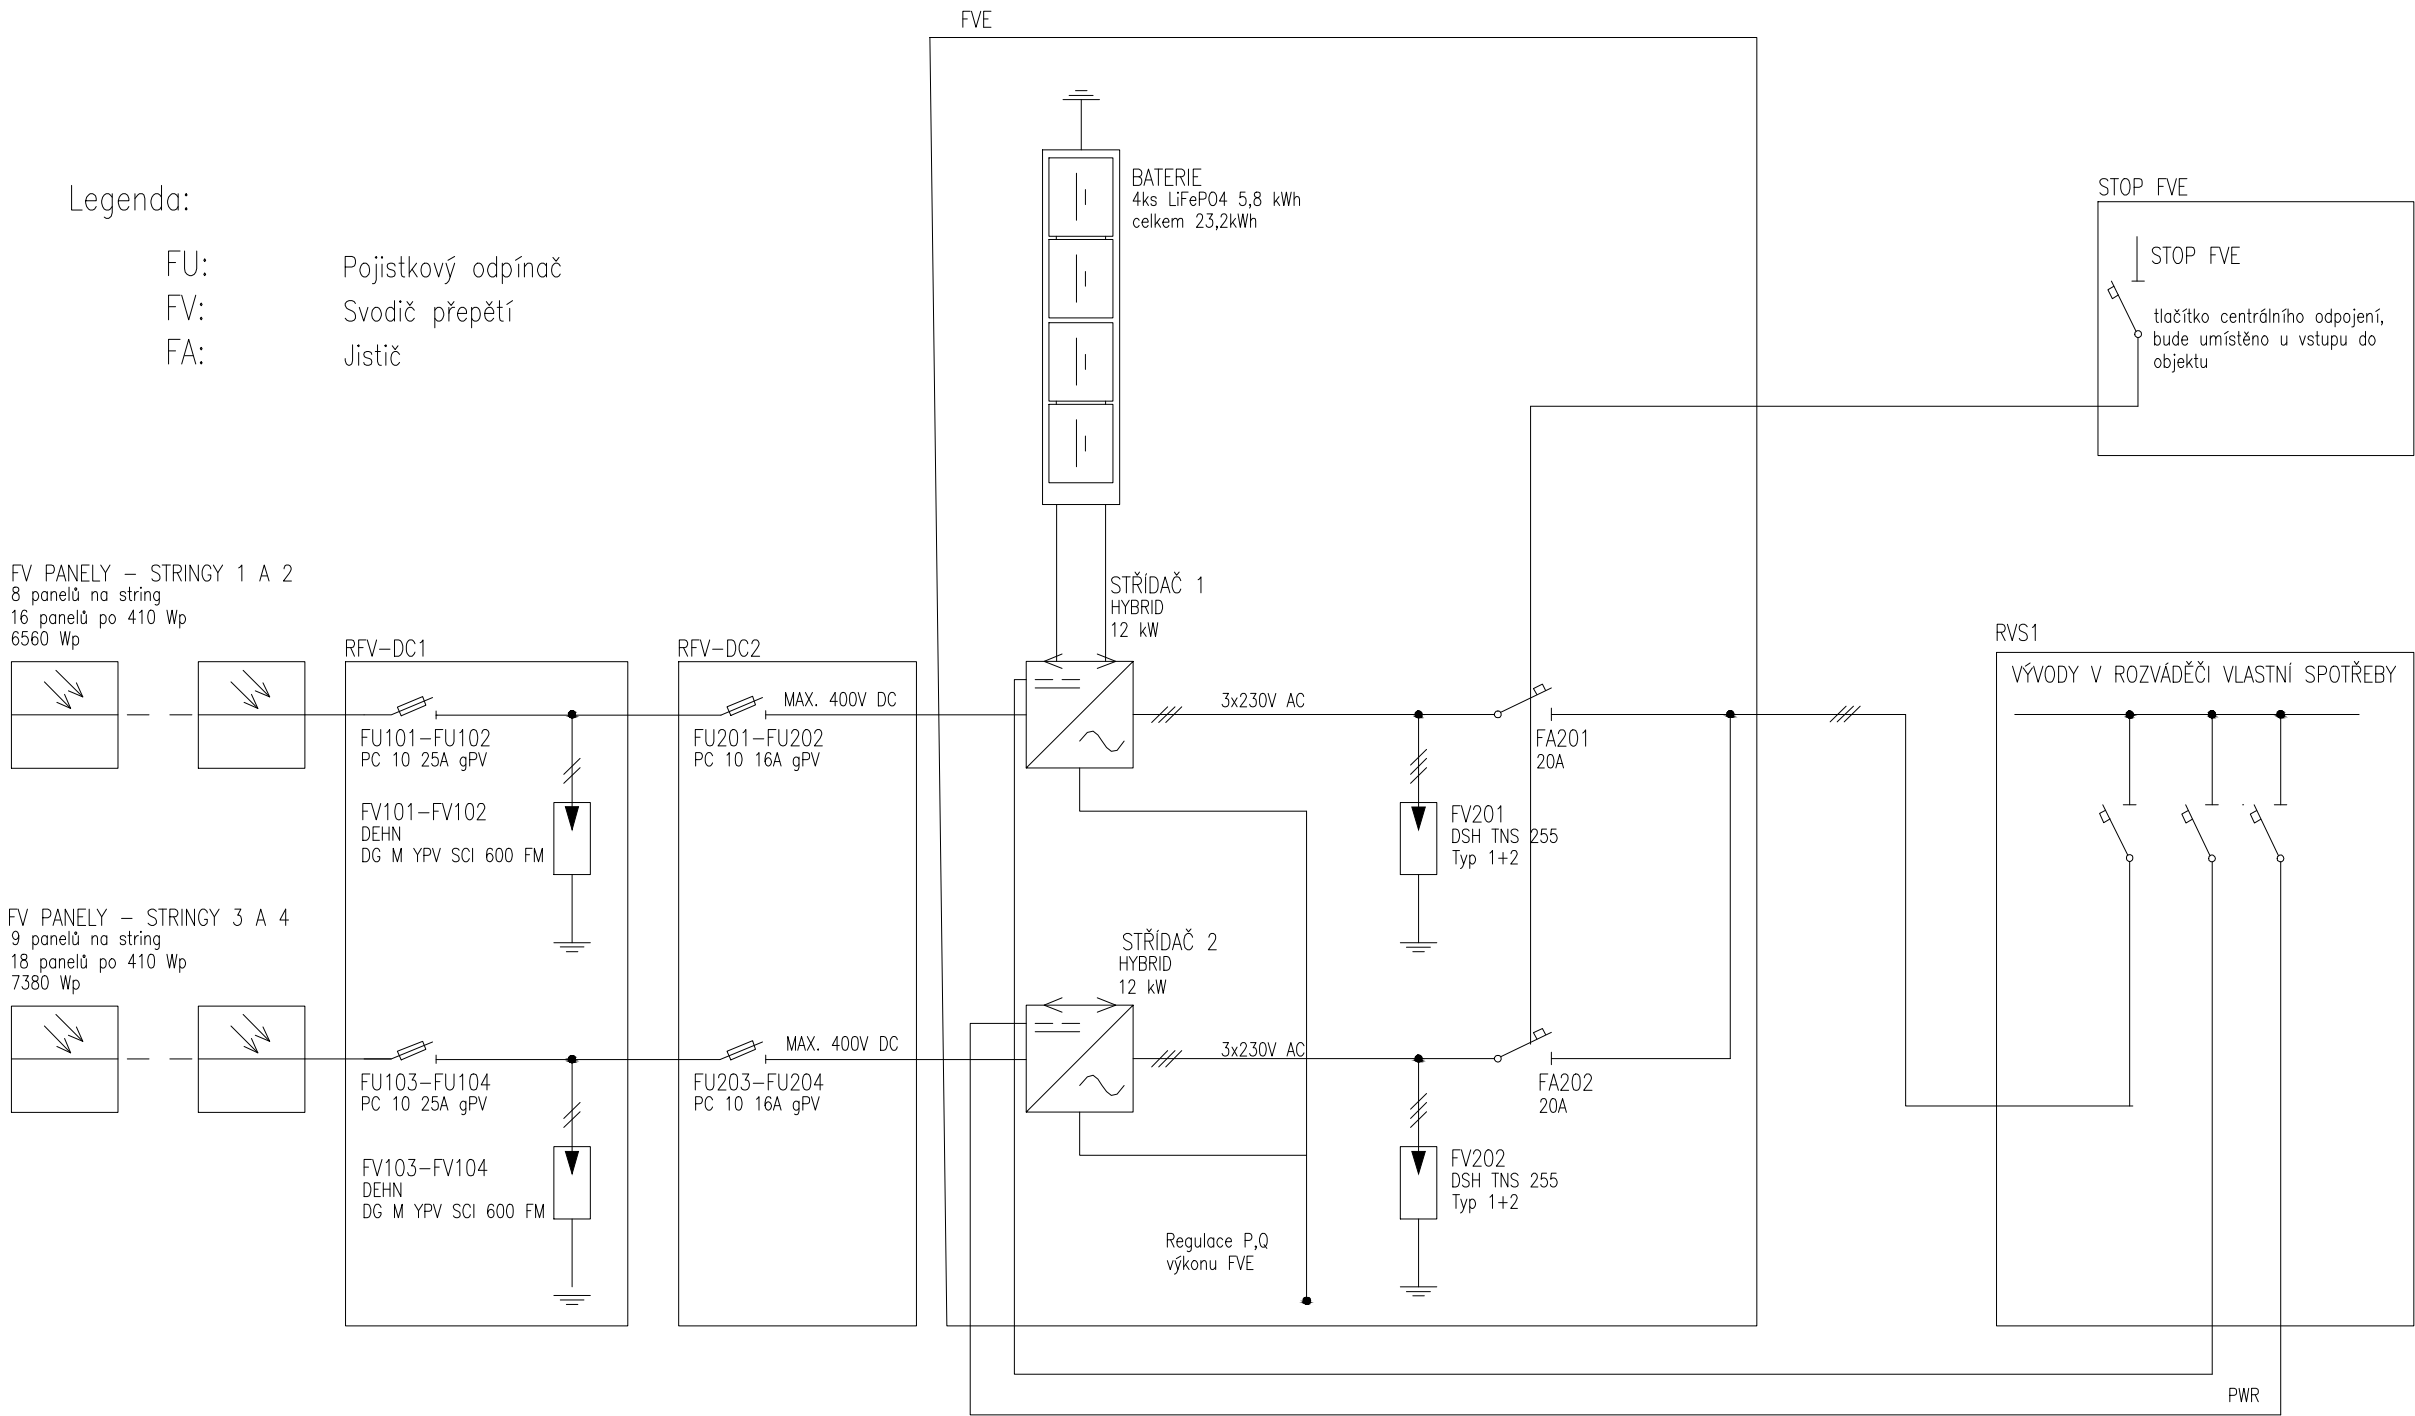 FVE
Legenda:
FU: Pojistkový odpínač
FV: Svodič přepětí
FA: Jistič
BATERIE
4ks LiFePO4 5,8 kWh
celkem 23,2kWh
STOP FVE
STOP FVE
tlačítko centrálního odpojení,
bude umístěno u vstupu do
objektu
FV PANELY – STRINGY 1 A 2
8 panelů na string
16 panelů po 410 Wp
6560 Wp
RFV–DC1
FU101–FU102
PC 10 25A gPV
FV101–FV102
DEHN
DG M YPV SCI 600 FM
RFV–DC2
FU201–FU202
PC 10 16A gPV
MAX. 400V DC
STŘÍDAČ 1
HYBRID
12 kW
3x230V AC
FA201
20A
FV201
DSH TNS 255
Typ 1+2
RVS1
VÝVODY V ROZVÁDĚČI VLASTNÍ SPOTŘEBY
FV PANELY – STRINGY 3 A 4
9 panelů na string
18 panelů po 410 Wp
7380 Wp
FU103–FU104
PC 10 25A gPV
FV103–FV104
DEHN
DG M YPV SCI 600 FM
FU203–FU204
PC 10 16A gPV
MAX. 400V DC
STŘÍDAČ 2
HYBRID
12 kW
3x230V AC
FA202
20A
FV202
DSH TNS 255
Typ 1+2
Regulace P,Q
výkonu FVE
PWR